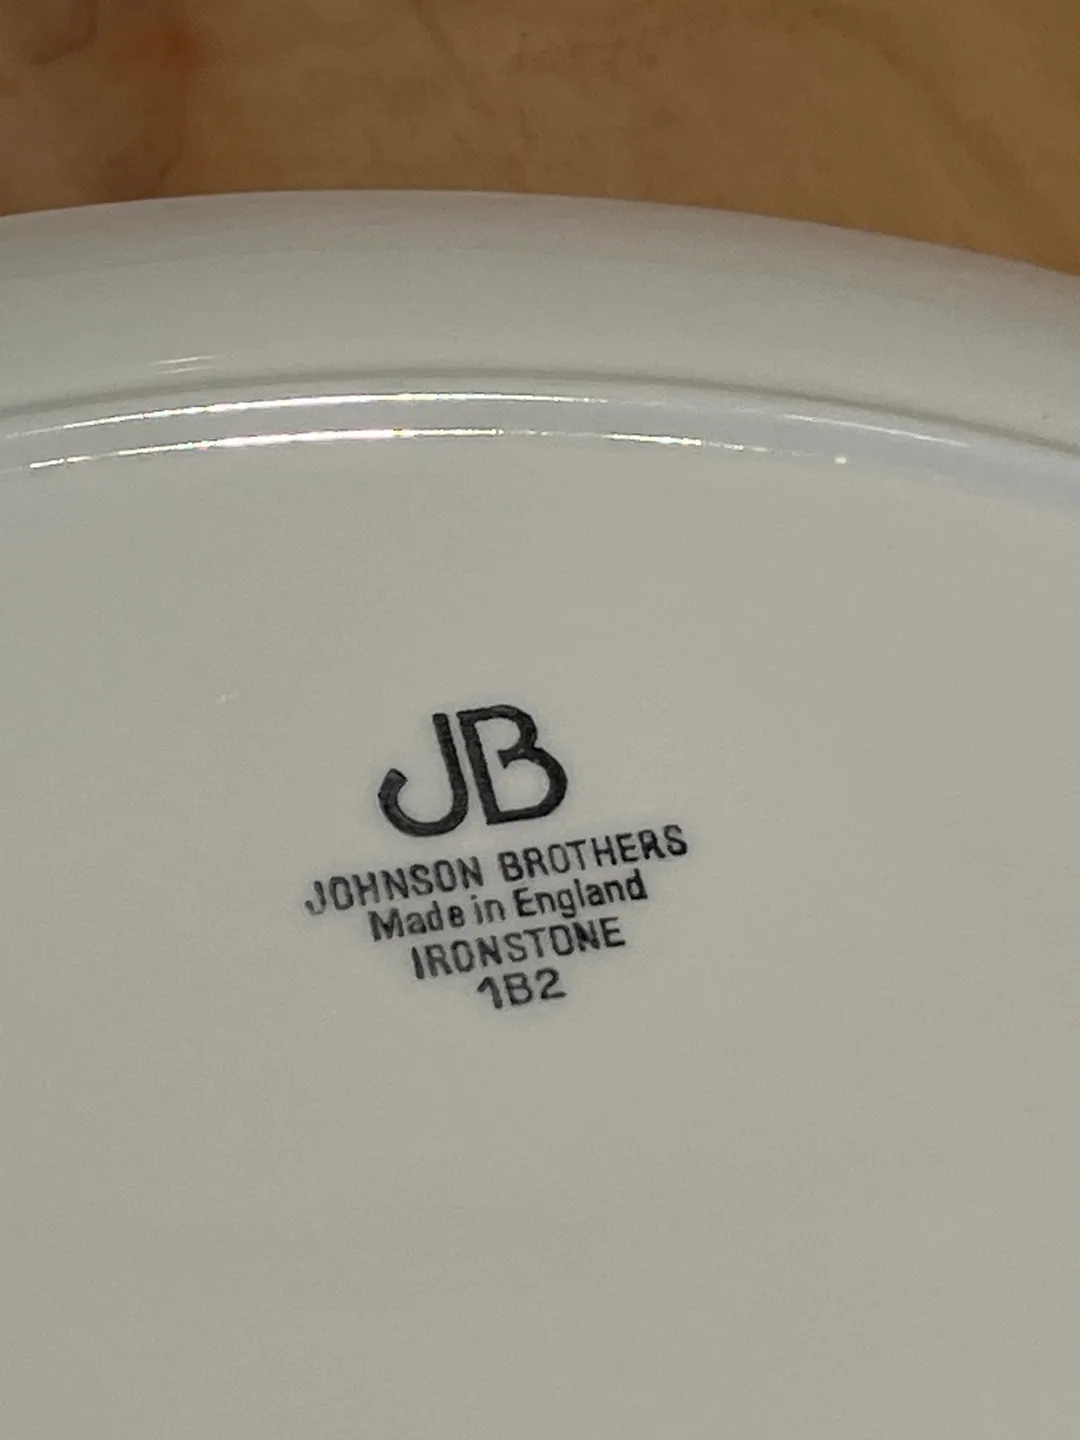 JB
JOHNSON BROTHERS
Made in England
IRONSTONE
1B2